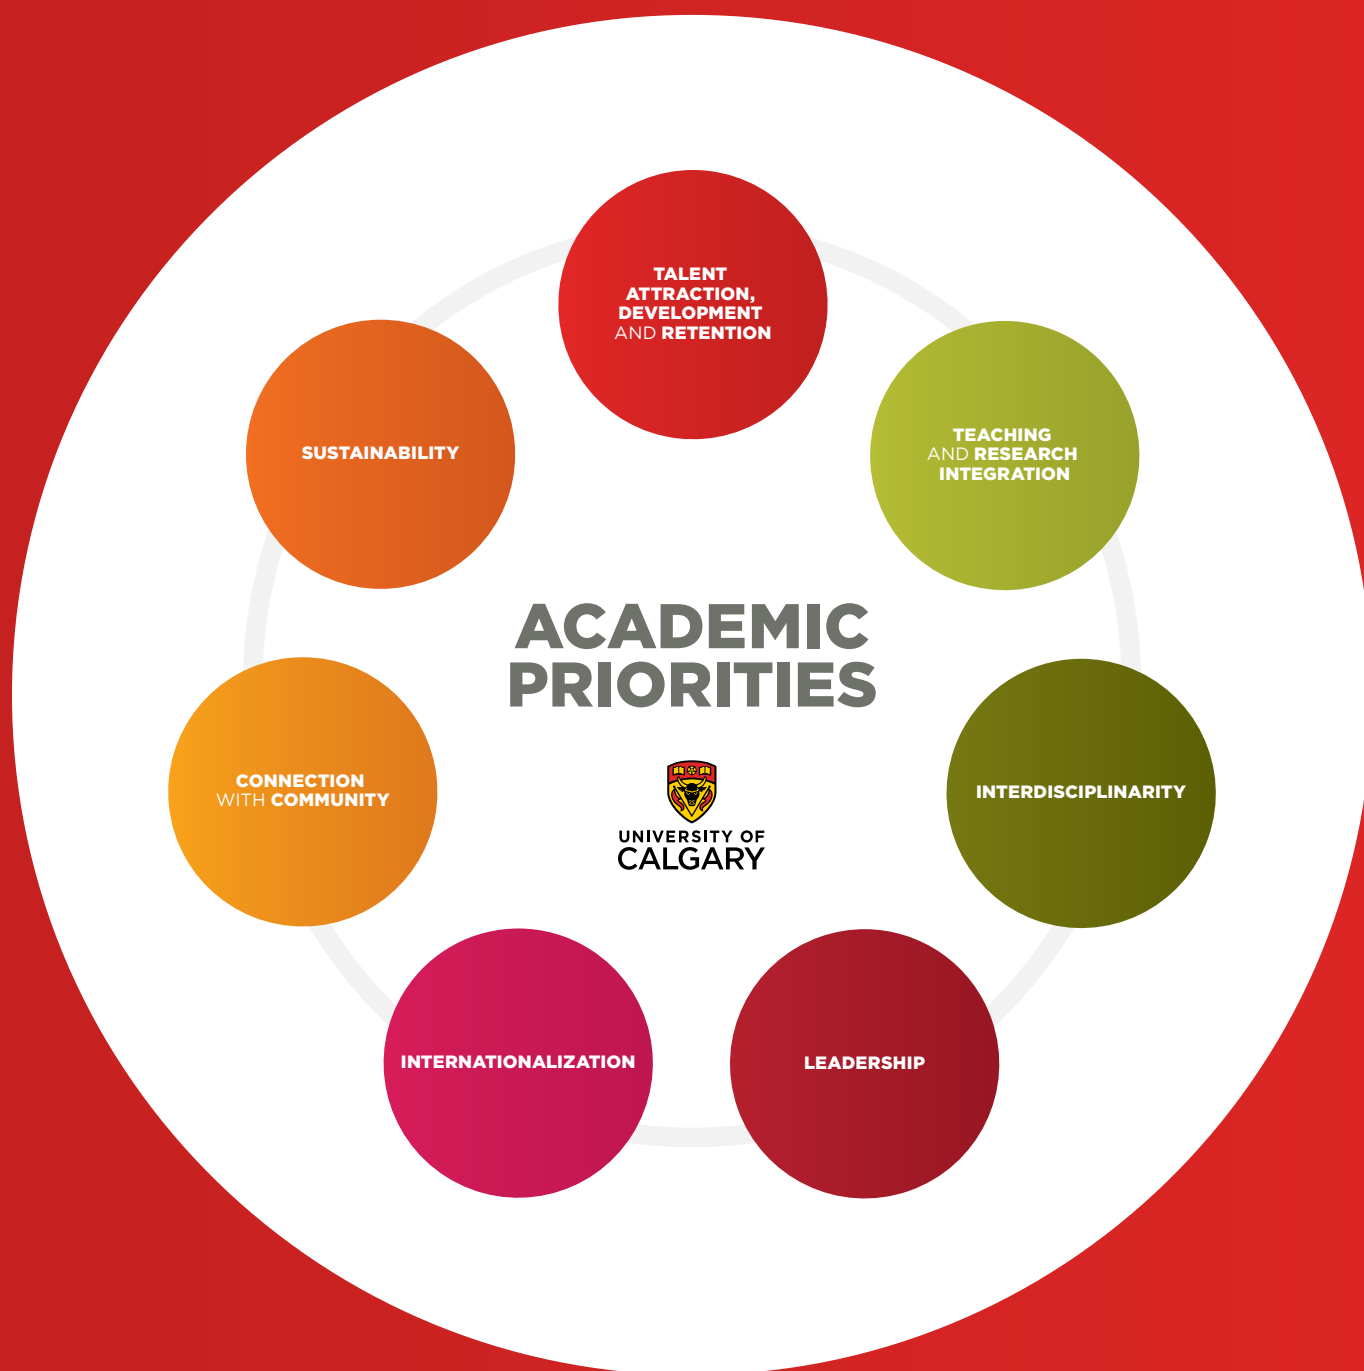 TALENT
ATTRACTION,
DEVELOPMENT
AND RETENTION
TEACHING
AND RESEARCH
INTEGRATION
SUSTAINABILITY
ACADEMIC
PRIORITIES
CONNECTION
WITH COMMUNITY
INTERDISCIPLINARITY
UNIVERSITY OF
CALGARY
INTERNATIONALIZATION
LEADERSHIP